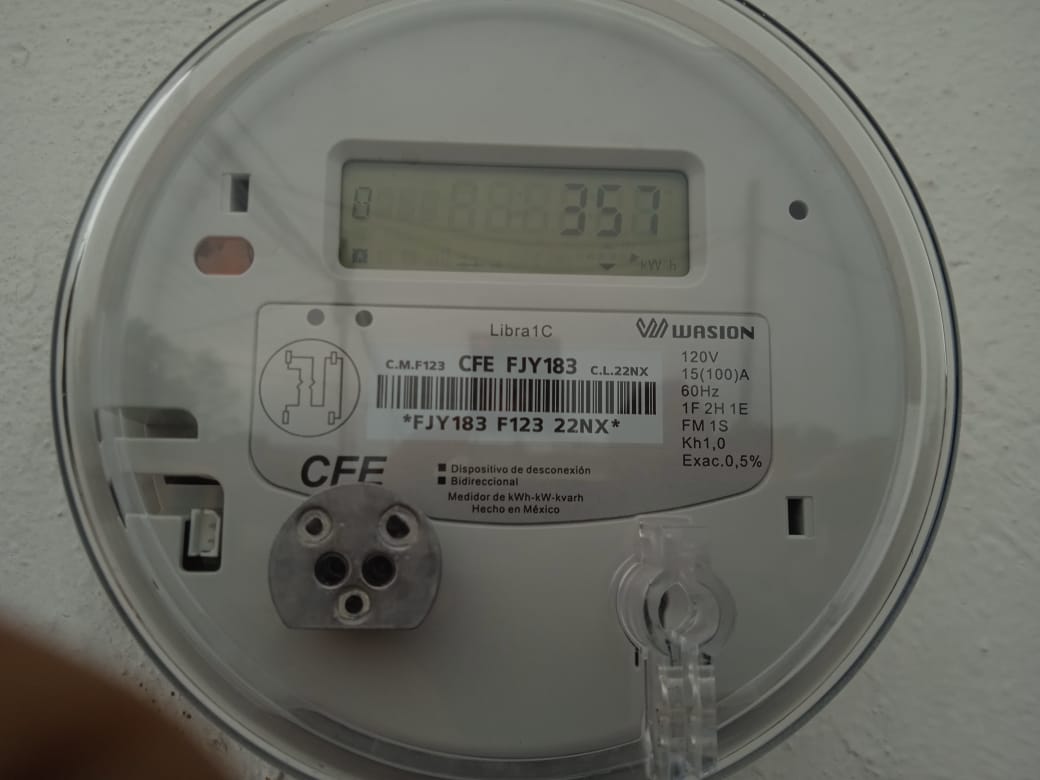 357
kWh
Libra1C
WASION
C.M.F123 CFE FJY183 C.L.22NX
*FJY183 F123 22NX*
120V
15(100)A
60Hz
1F 2H 1E
FM 1S
Kh1,0
Exac.0,5%
CFE
Dispositivo de desconexión
Bidireccional
Medidor de kWh-kW-kvarh
Hecho en México